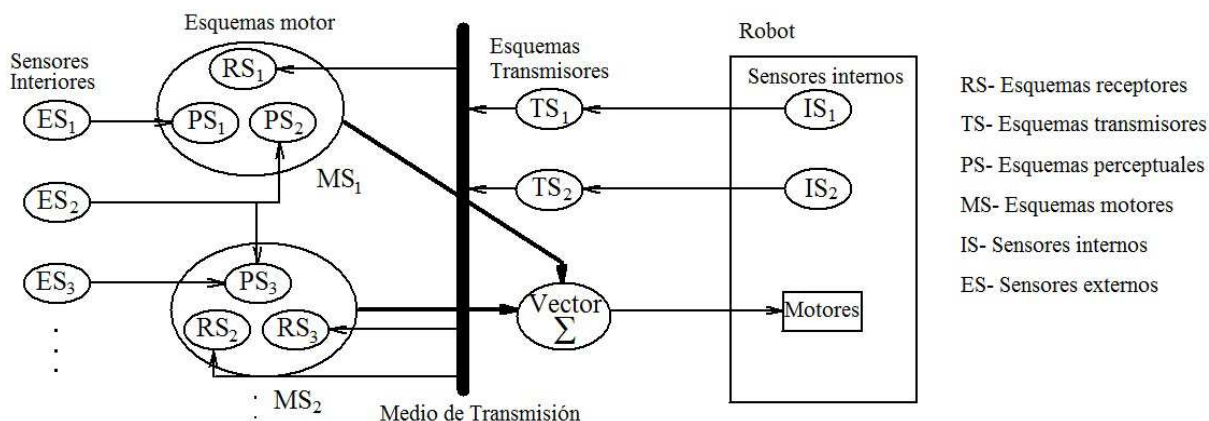 Esquemas motor
Sensores
Interiores
ES1
ES2
ES3
RS1
PS1
PS2
MS1
PS3
RS2
RS3
MS2
Medio de Transmisión
Esquemas
Transmisores
TS1
TS2
Vector
Σ
Robot
Sensores internos
IS1
IS2
Motores
RS- Esquemas receptores
TS- Esquemas transmisores
PS- Esquemas perceptuales
MS- Esquemas motores
IS- Sensores internos
ES- Sensores externos